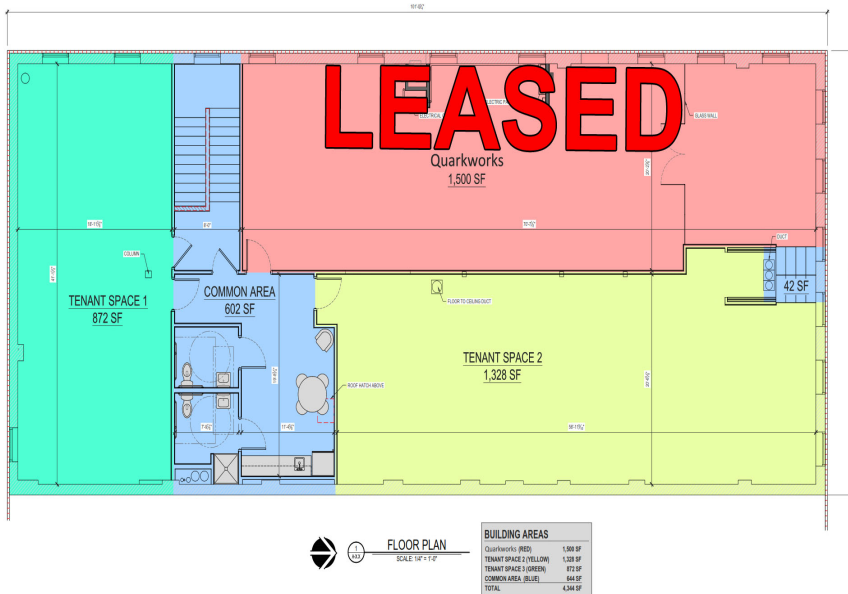 LEASED
ELECTRICAL
ELECTRIC
GLASS WALL
Quarkworks
1,500 SF
DUCT
COLUMN
42 SF
COMMON AREA
602 SF
TENANT SPACE 1
872 SF
FLOOR TO CEILING DUCT
TENANT SPACE 2
1,328 SF
ROOF HATCH ABOVE
1
FLOOR PLAN
SCALE: 1/4" = 1'-0"
BUILDING AREAS
Quarkworks (RED) 1,500 SF
TENANT SPACE 2 (YELLOW) 1,328 SF
TENANT SPACE 3 (GREEN) 872 SF
COMMON AREA (BLUE) 644 SF
TOTAL 4,344 SF